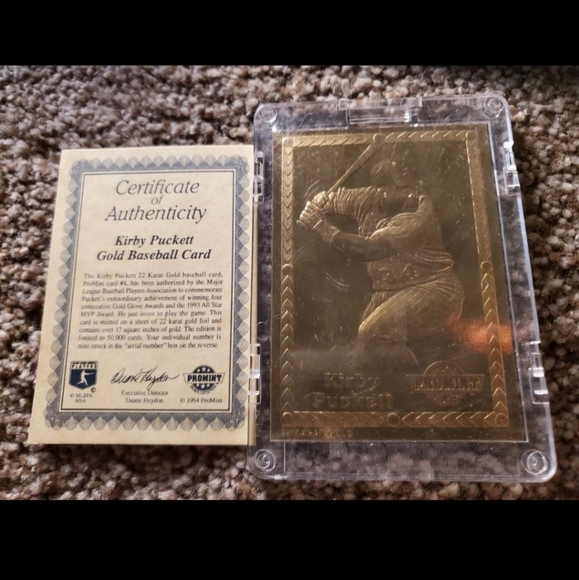 Certificate
of
Authenticity
Kirby Puckett
Gold Baseball Card
The Kirby Puckett 22 Karat Gold baseball card,
ProMint card #4, has been authorized by the Major
League Baseball Players Association to commemorate
Puckett's extraordinary achievement of winning four
consecutive Gold Glove Awards and the 1993 All Star
MVP Award. He just loves to play the game. This
card is minted on a sheet of 22 karat gold foil and
contains over 17 square inches of gold. The edition is
limited to 50,000 cards. Your individual number is
mint struck in the "serial number" box on the reverse.
PLAYERS
© MLBPA
MSA
Duane Heydon
Executive Director
Duane Heydon
PROMINT
© 1994 ProMint
Kirby
Puckett
PROMINT